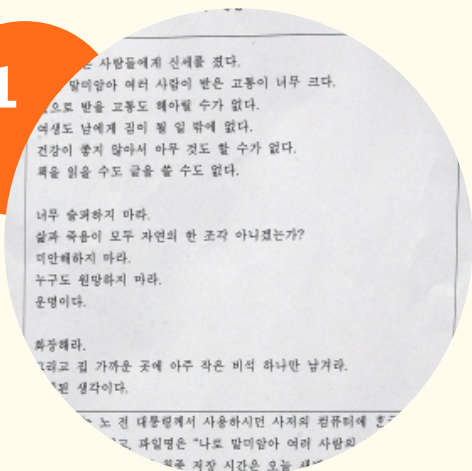 1
사람들에게 신세를 졌다.
말미암아 여러 사람이 받은 고통이 너무 크다.
받을 고통도 헤아릴 수가 없다.
여생도 남에게 짐이 될 일 밖에 없다.
건강이 좋지 않아서 아무 것도 할 수가 없다.
책을 읽을 수도 글을 쓸 수도 없다.
너무 슬퍼하지 마라.
삶과 죽음이 모두 자연의 한 조각 아니겠는가?
미안해하지 마라.
누구도 원망하지 마라.
운명이다.
화장해라.
그리고 집 가까운 곳에 아주 작은 비석 하나만 남겨라.
생각이다.
노 전 대통령께서 사용하시던 사저의 컴퓨터에
파일명은 "나로 말미암아 여러 사람의
저장 시간은 오늘